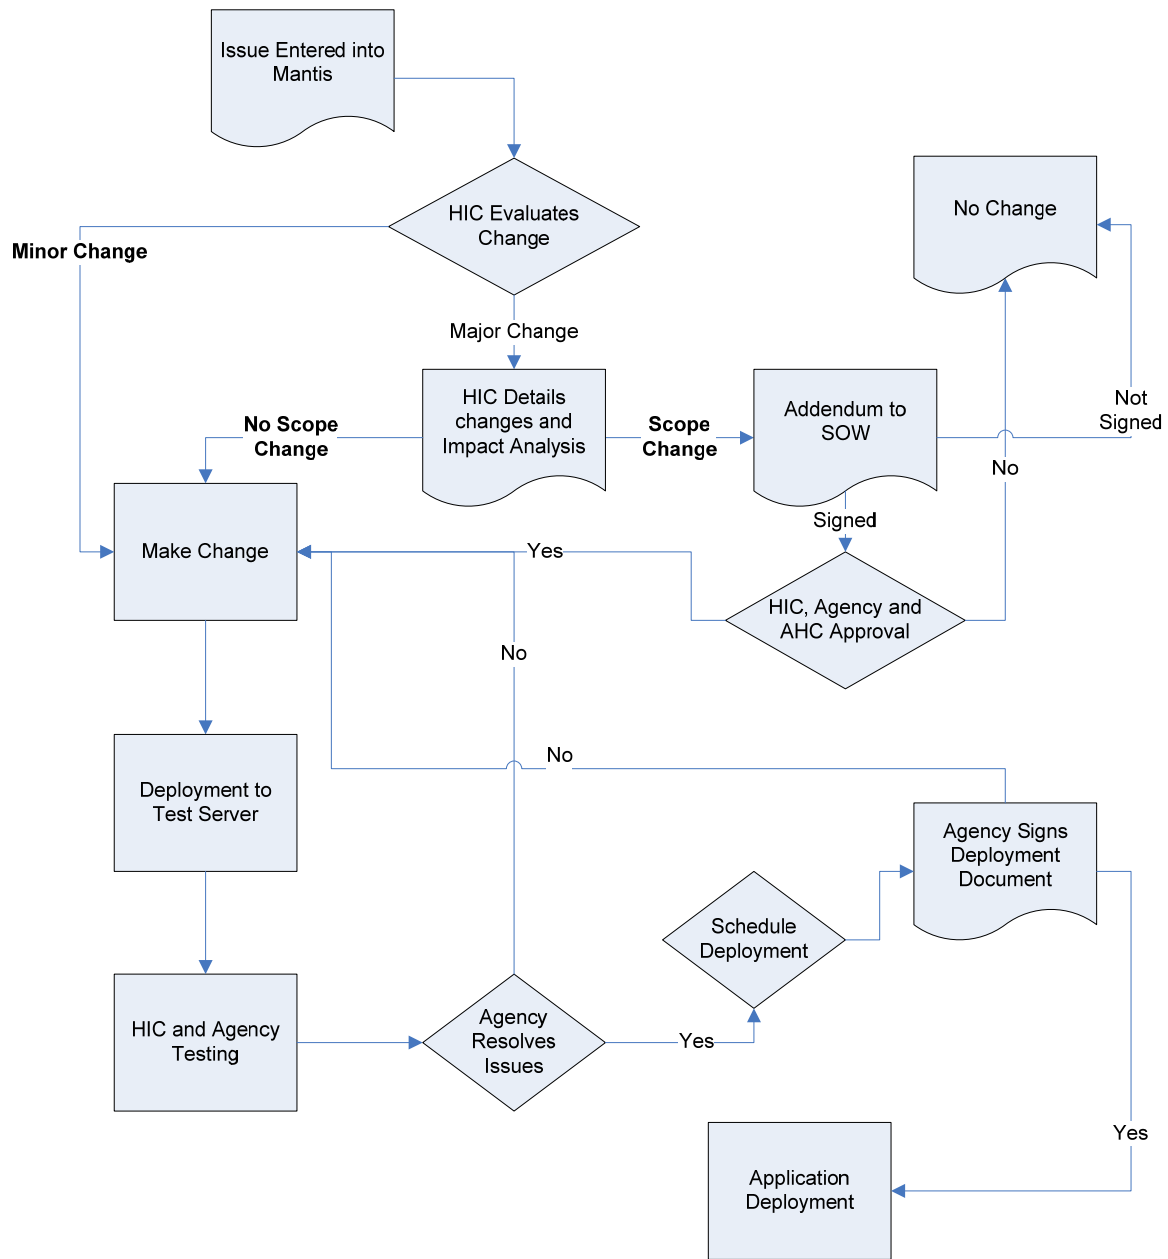 Issue Entered into
Mantis
HIC Evaluates
Change
No Change
Minor Change
Major Change
HIC Details
changes and
Impact Analysis
No Scope
Change
Scope
Change
Addendum to
SOW
Not
Signed
No
Signed
Make Change
Yes
HIC, Agency and
AHC Approval
No
No
Deployment to
Test Server
Agency Signs
Deployment
Document
Schedule
Deployment
HIC and Agency
Testing
Agency
Resolves
Issues
Yes
Yes
Application
Deployment